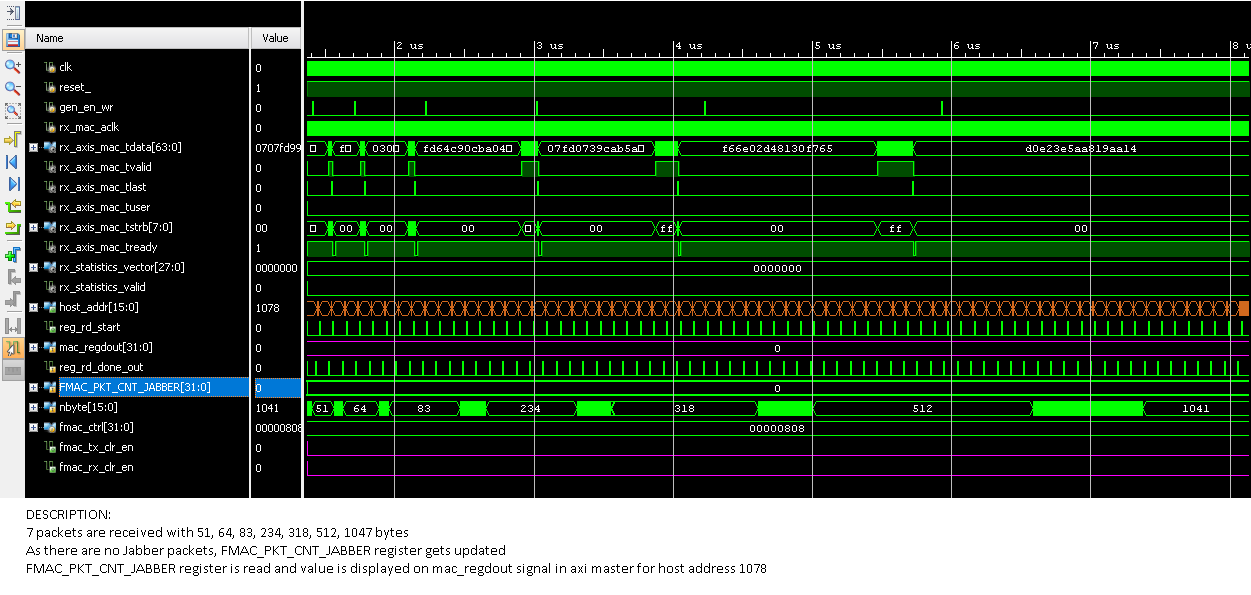 Name Value
2 us 3 us 4 us 5 us 6 us 7 us 8 u
clk 0
reset_ 1
gen_en_wr 0
rx_mac_aclk 0
rx_axis_mac_tdata[63:0] 0707fd99 f 030 fd64c90cba04 07fd0739cab5a f66e02d48130f765 d0e23e5aa819aa14
rx_axis_mac_tvalid 0
rx_axis_mac_tlast 0
rx_axis_mac_tuser 0
rx_axis_mac_tstrb[7:0] 00 00 00 00 00 ff 00 ff 00
rx_axis_mac_tready 1
rx_statistics_vector[27:0] 0000000 0000000
rx_statistics_valid 0
host_addr[15:0] 1078
reg_rd_start 0
mac_regdout[31:0] 0 0
reg_rd_done_out 0
FMAC_PKT_CNT_JABBER[31:0] 0 0
nbyte[15:0] 1041 51 64 83 234 318 512 1041
fmac_ctrl[31:0] 00000808 00000808
fmac_tx_clr_en 0
fmac_rx_clr_en 0
DESCRIPTION:
7 packets are received with 51, 64, 83, 234, 318, 512, 1047 bytes
As there are no Jabber packets, FMAC_PKT_CNT_JABBER register gets updated
FMAC_PKT_CNT_JABBER register is read and value is displayed on mac_regdout signal in axi master for host address 1078